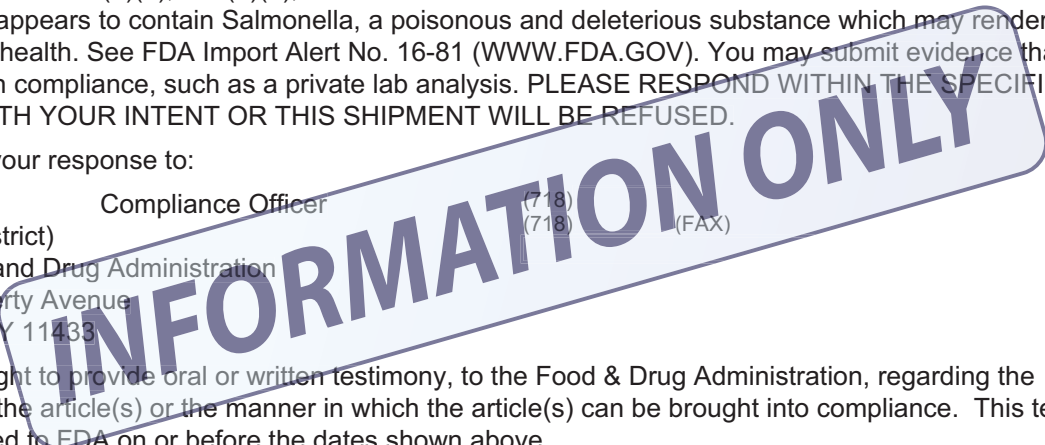 appears to contain Salmonella, a poisonous and deleterious substance which may render
health. See FDA Import Alert No. 16-81 (WWW.FDA.GOV). You may submit evidence tha
compliance, such as a private lab analysis. PLEASE RESPOND WITHIN THE SPECIFI
TH YOUR INTENT OR THIS SHIPMENT WILL BE REFUSED.
your response to:
Compliance Officer (718)
(718) (FAX)
strict)
and Drug Administration
erty Avenue
Y 11433
INFORMATION ONLY
ght to provide oral or written testimony, to the Food & Drug Administration, regarding the
the article(s) or the manner in which the article(s) can be brought into compliance. This te
ed to FDA on or before the dates shown above.